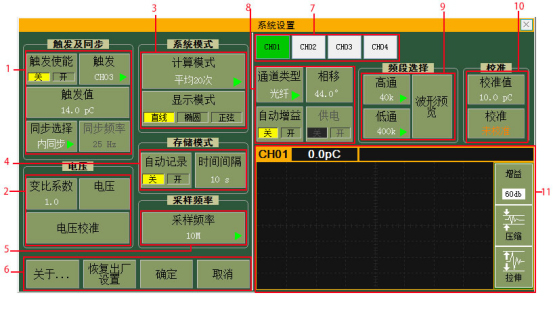 3
8
7
9
10
系统设置
1
触发及同步
触发使能
关 开
触发
CH03
触发值
14.0 pC
同步选择
内同步
同步频率
25 Hz
系统模式
计算模式
平均20次
显示模式
直线 椭圆 正弦
CH01 CH02 CH03 CH04
通道类型
光纤
相移
44.0°
自动增益
关 开
供电
关 开
频段选择
高通
40k
低通
400k
波形预览
校准
校准值
10.0 pC
校准
4
2
电压
变比系数
1.0
电压
电压校准
存储模式
自动记录
关 开
时间间隔
10 s
采样频率
采样频率
10M
5
6
关于...
恢复出厂设置
确定
取消
CH01 0.0pC
增益
60db
压缩
拉伸
11